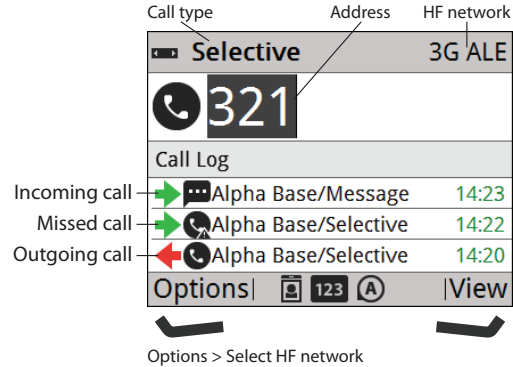 Call type Address HF network
Selective 3G ALE
321
Call Log
Incoming call Alpha Base/Message 14:23
Missed call Alpha Base/Selective 14:22
Outgoing call Alpha Base/Selective 14:20
Options| 123 A |View
Options > Select HF network